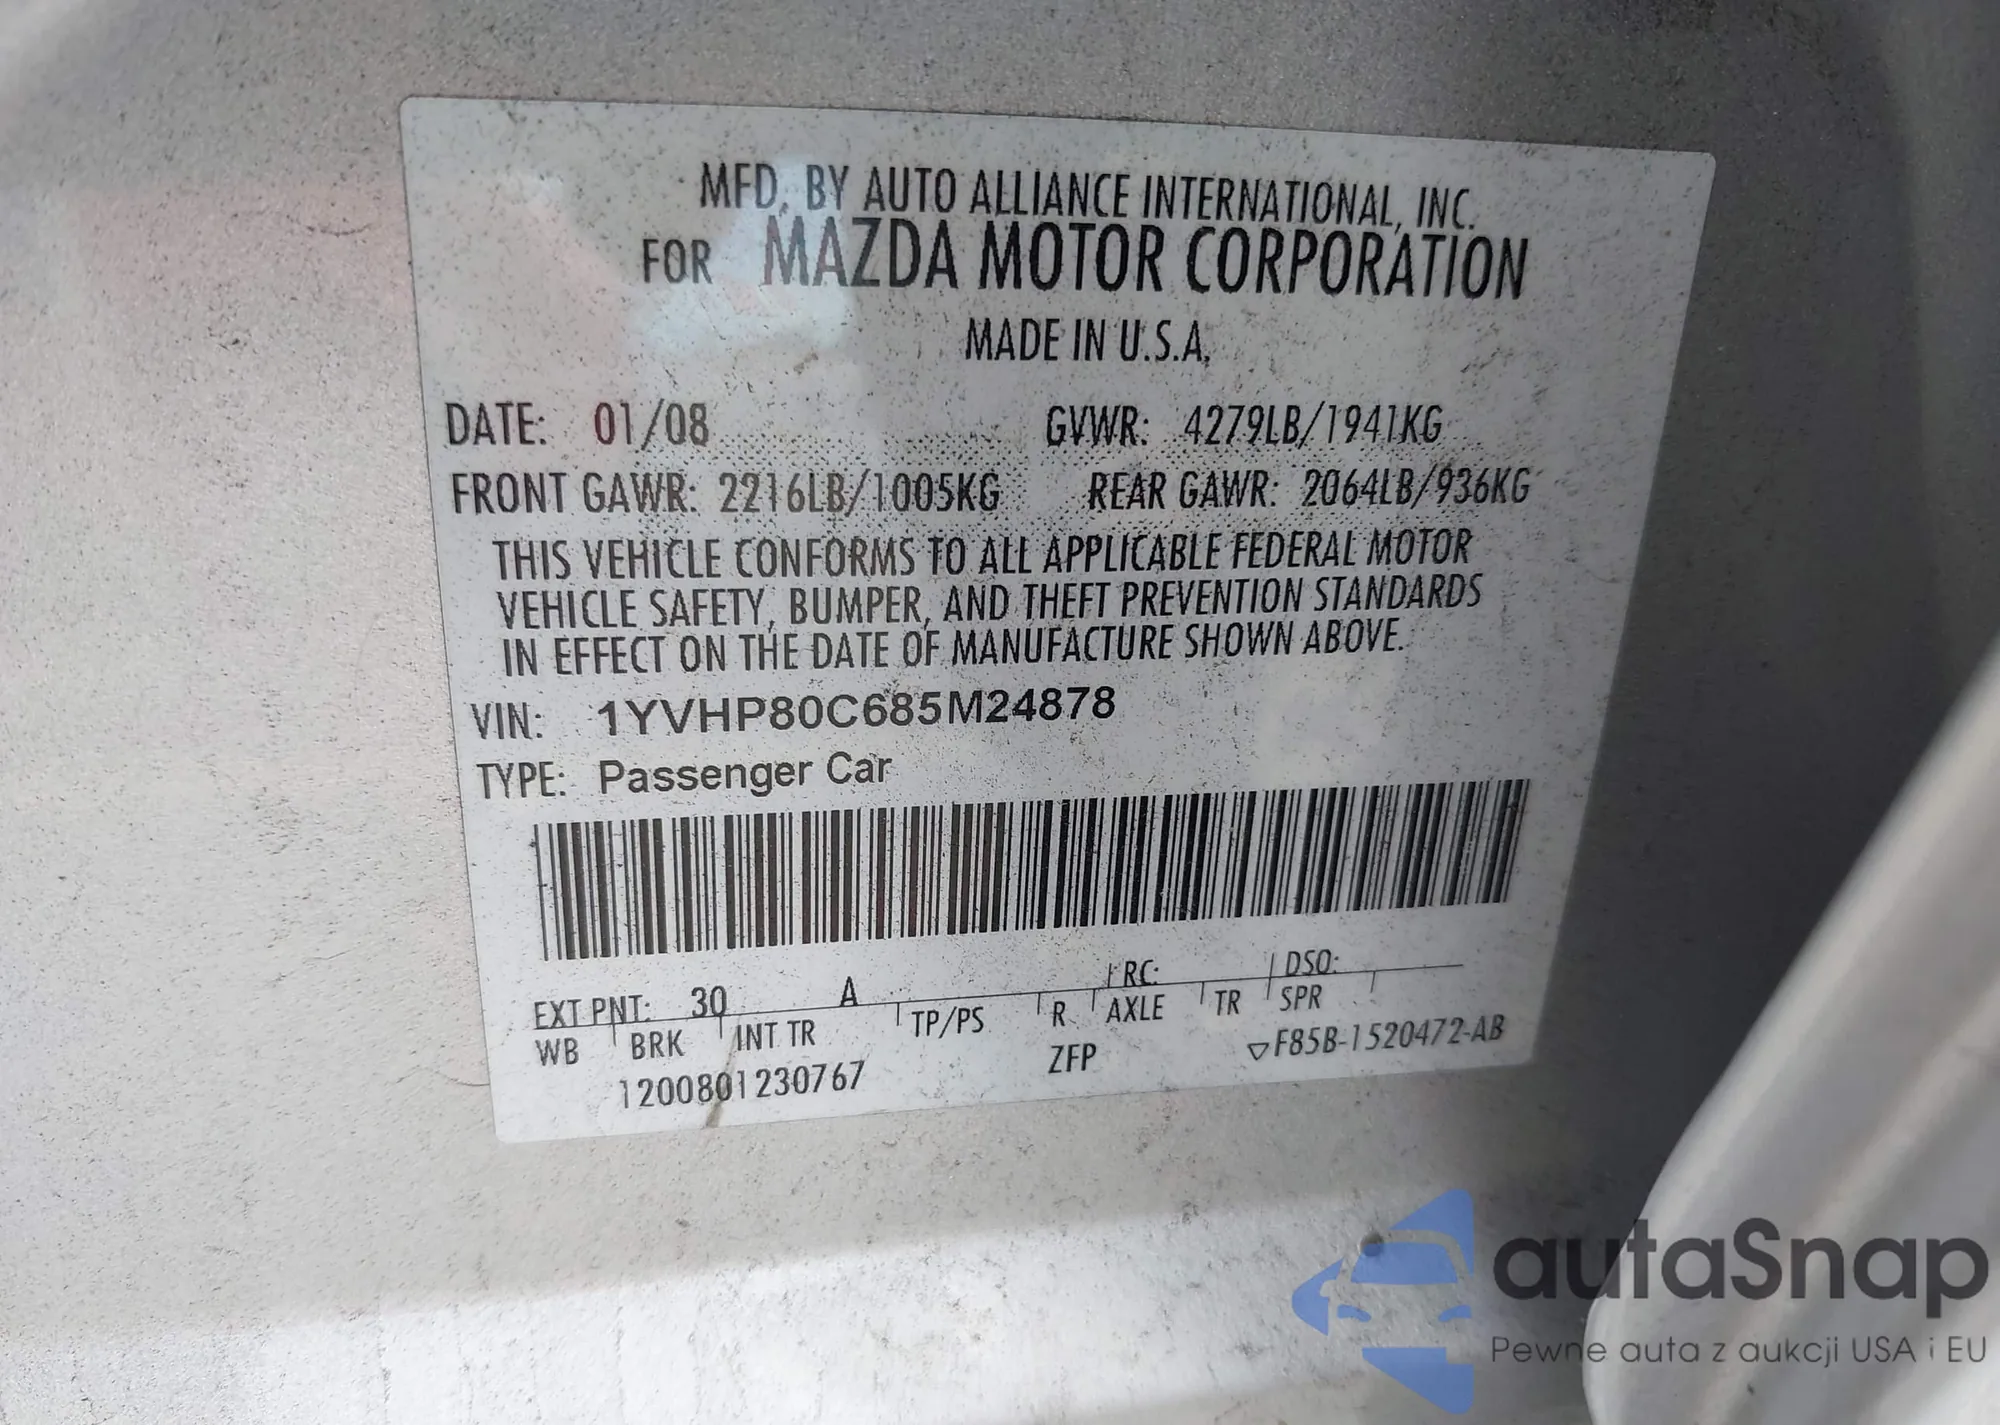 MFD. BY AUTO ALLIANCE INTERNATIONAL, INC.
FOR MAZDA MOTOR CORPORATION
MADE IN U.S.A.
DATE: 01/08 GVWR: 4279LB/1941KG
FRONT GAWR: 2216LB/1005KG REAR GAWR: 2064LB/936KG
THIS VEHICLE CONFORMS TO ALL APPLICABLE FEDERAL MOTOR
VEHICLE SAFETY, BUMPER, AND THEFT PREVENTION STANDARDS
IN EFFECT ON THE DATE OF MANUFACTURE SHOWN ABOVE.
VIN: 1YVHP80C685M24878
TYPE: Passenger Car
EXT PNT: 30 A RC: DSO:
WB BRK INT TR TP/PS R AXLE TR SPR
1200801230767 ZFP ▽F85B-1520472-AB
autaSnap
Pewne auta z aukcji USA i EU